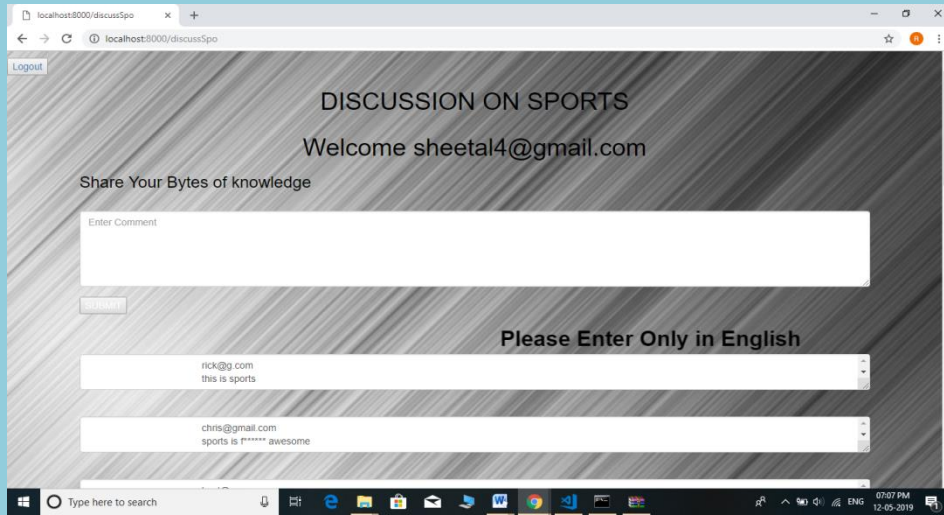 localhost:8000/discussSpo
localhost:8000/discussSpo
R
Logout
DISCUSSION ON SPORTS
Welcome sheetal4@gmail.com
Share Your Bytes of knowledge
Enter Comment
SUBMIT
Please Enter Only in English
rick@g.com
this is sports
chris@gmail.com
sports is f****** awesome
Type here to search
ENG
07:07 PM
12-05-2019